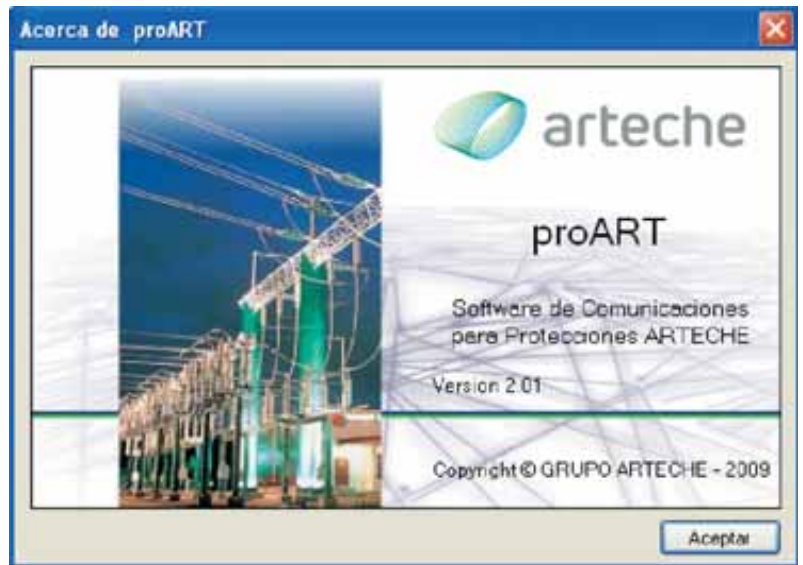 Acerca de proART
arteche
proART
Software de Comunicaciones
para Protecciones ARTECHE
Version 2.01
Copyright © GRUPO ARTECHE - 2009
Aceptar